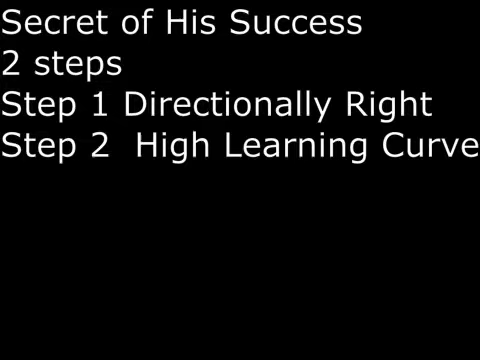 Secret of His Success
2 steps
Step 1 Directionally Right
Step 2  High Learning Curve